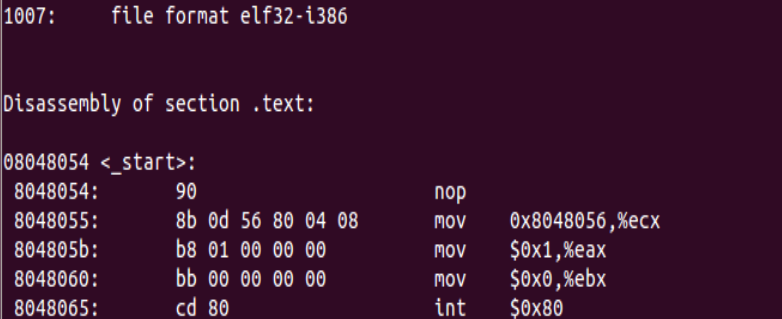 1007:     file format elf32-i386
Disassembly of section .text:
08048054 <_start>:
 8048054:       90                      nop
 8048055:       8b 0d 56 80 04 08       mov    0x8048056,%ecx
 804805b:       b8 01 00 00 00          mov    $0x1,%eax
 8048060:       bb 00 00 00 00          mov    $0x0,%ebx
 8048065:       cd 80                   int    $0x80